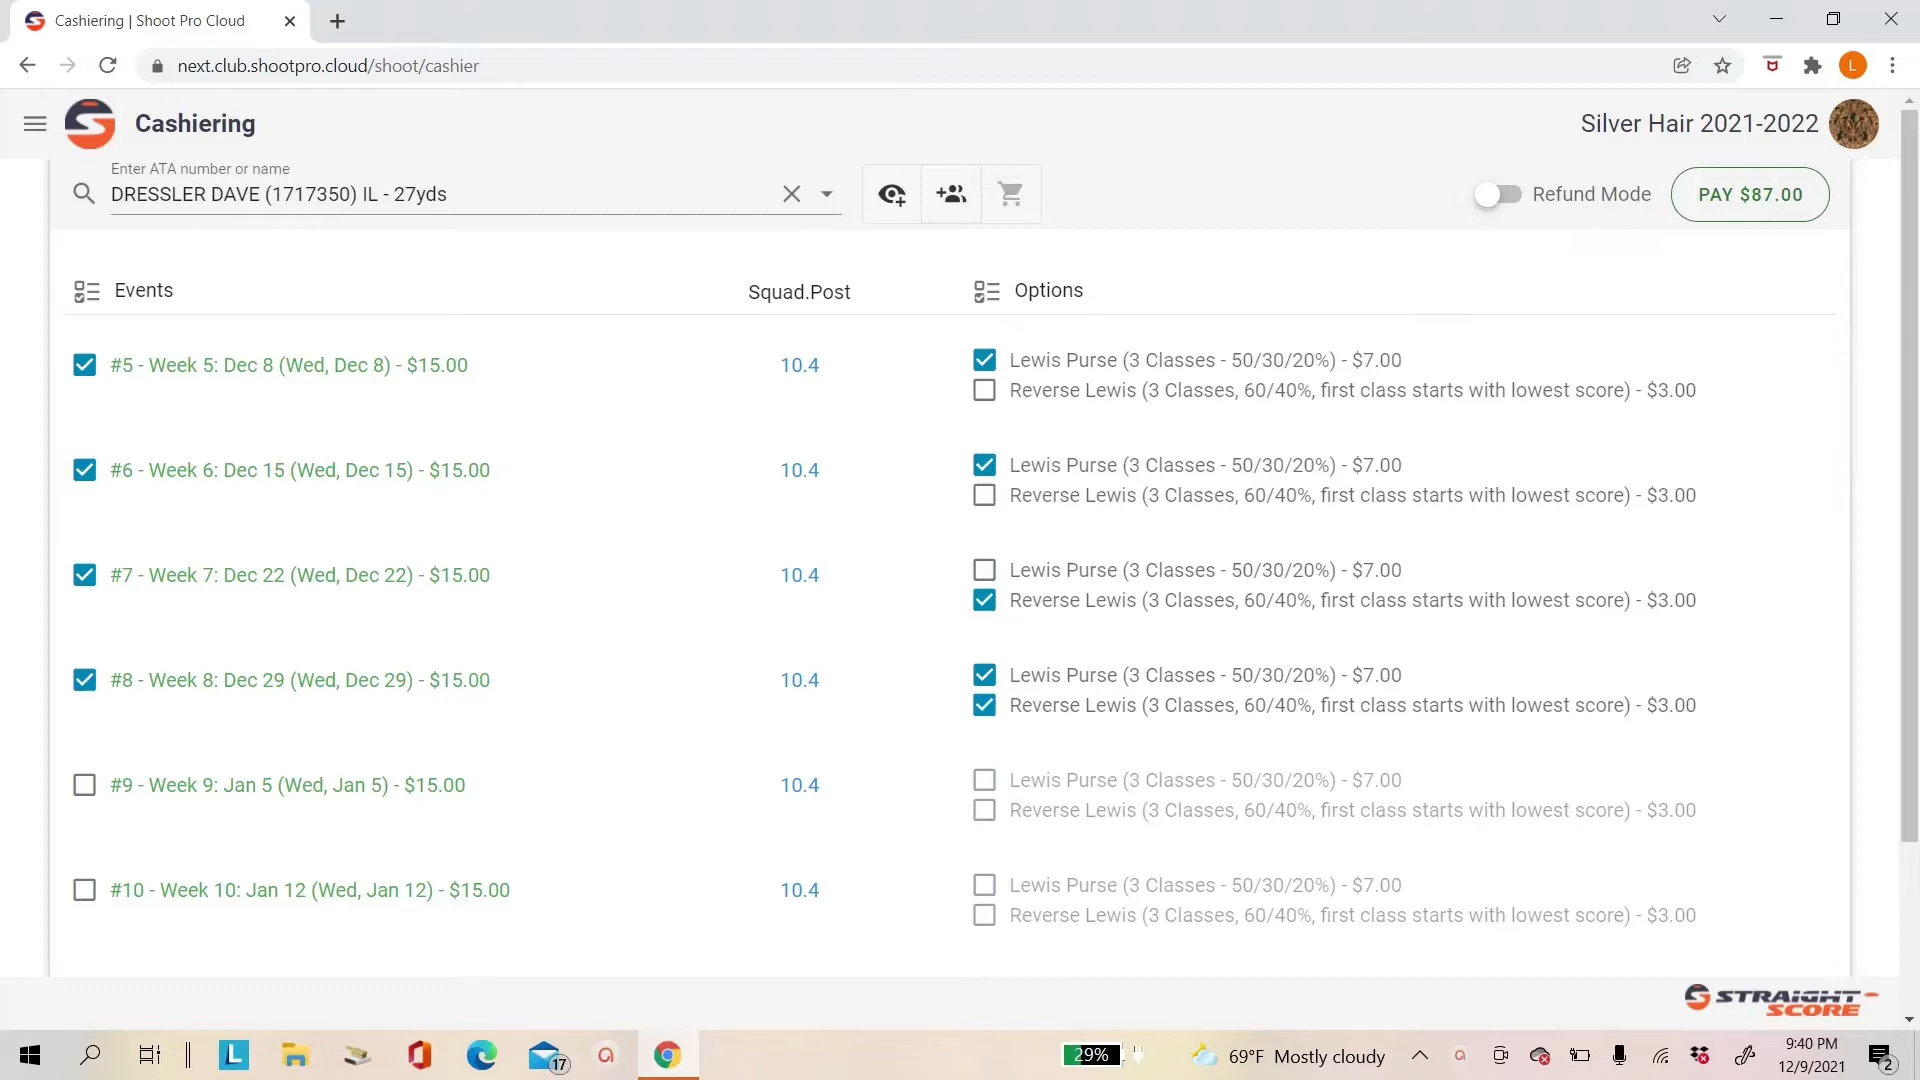 Cashiering | Shoot Pro Cloud
next.club.shootpro.cloud/shoot/cashier
L
Cashiering
Silver Hair 2021-2022
Enter ATA number or name
DRESSLER DAVE (1717350) IL - 27yds
Refund Mode
PAY $87.00
Events
Squad.Post
Options
#5 - Week 5: Dec 8 (Wed, Dec 8) - $15.00
10.4
Lewis Purse (3 Classes - 50/30/20%) - $7.00
Reverse Lewis (3 Classes, 60/40%, first class starts with lowest score) - $3.00
#6 - Week 6: Dec 15 (Wed, Dec 15) - $15.00
10.4
Lewis Purse (3 Classes - 50/30/20%) - $7.00
Reverse Lewis (3 Classes, 60/40%, first class starts with lowest score) - $3.00
#7 - Week 7: Dec 22 (Wed, Dec 22) - $15.00
10.4
Lewis Purse (3 Classes - 50/30/20%) - $7.00
Reverse Lewis (3 Classes, 60/40%, first class starts with lowest score) - $3.00
#8 - Week 8: Dec 29 (Wed, Dec 29) - $15.00
10.4
Lewis Purse (3 Classes - 50/30/20%) - $7.00
Reverse Lewis (3 Classes, 60/40%, first class starts with lowest score) - $3.00
#9 - Week 9: Jan 5 (Wed, Jan 5) - $15.00
10.4
Lewis Purse (3 Classes - 50/30/20%) - $7.00
Reverse Lewis (3 Classes, 60/40%, first class starts with lowest score) - $3.00
#10 - Week 10: Jan 12 (Wed, Jan 12) - $15.00
10.4
Lewis Purse (3 Classes - 50/30/20%) - $7.00
Reverse Lewis (3 Classes, 60/40%, first class starts with lowest score) - $3.00
STRAIGHT
SCORE
L
17
29%
69°F Mostly cloudy
9:40 PM
12/9/2021
2